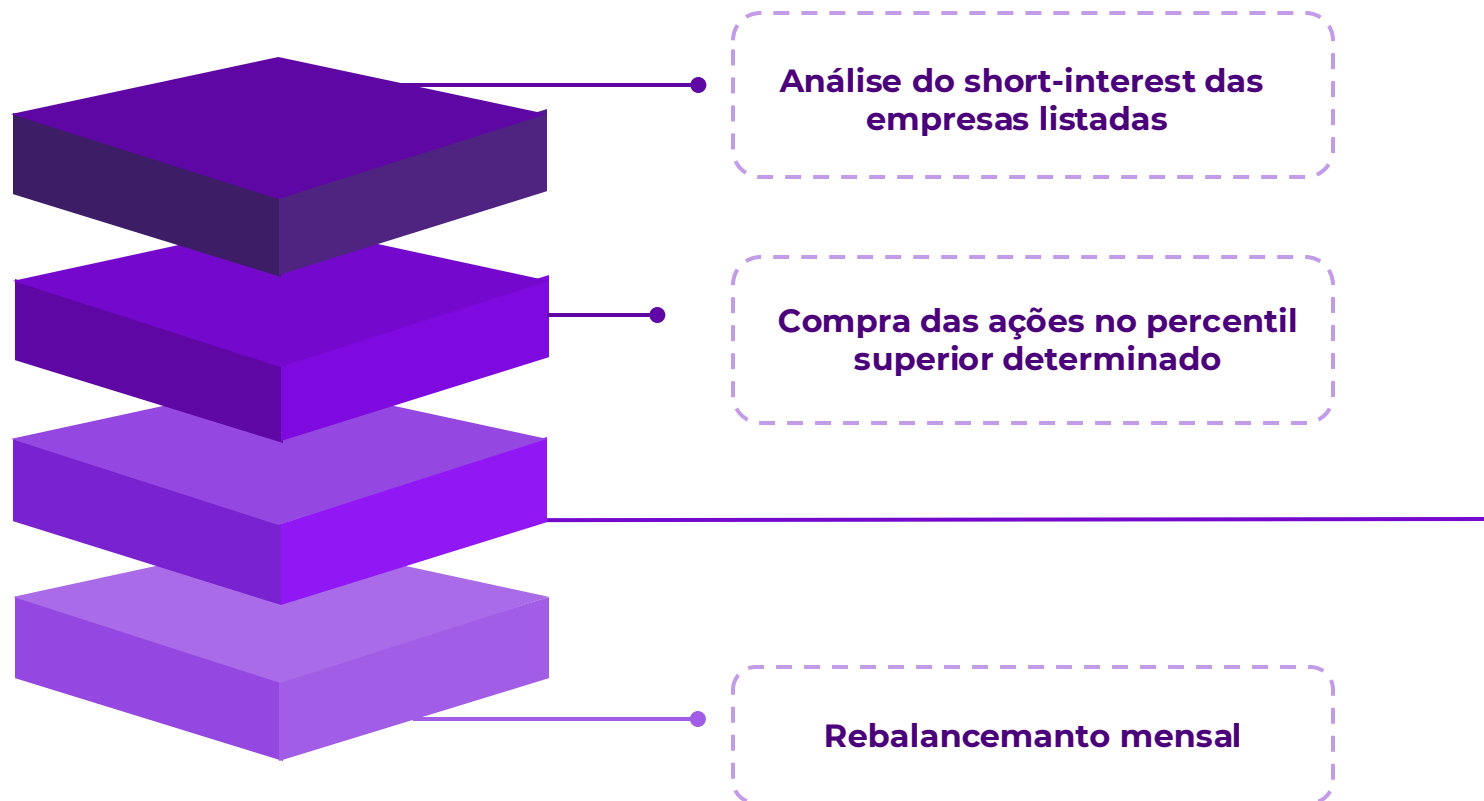 Análise do short-interest das
empresas listadas
Compra das ações no percentil
superior determinado
Rebalancemanto mensal